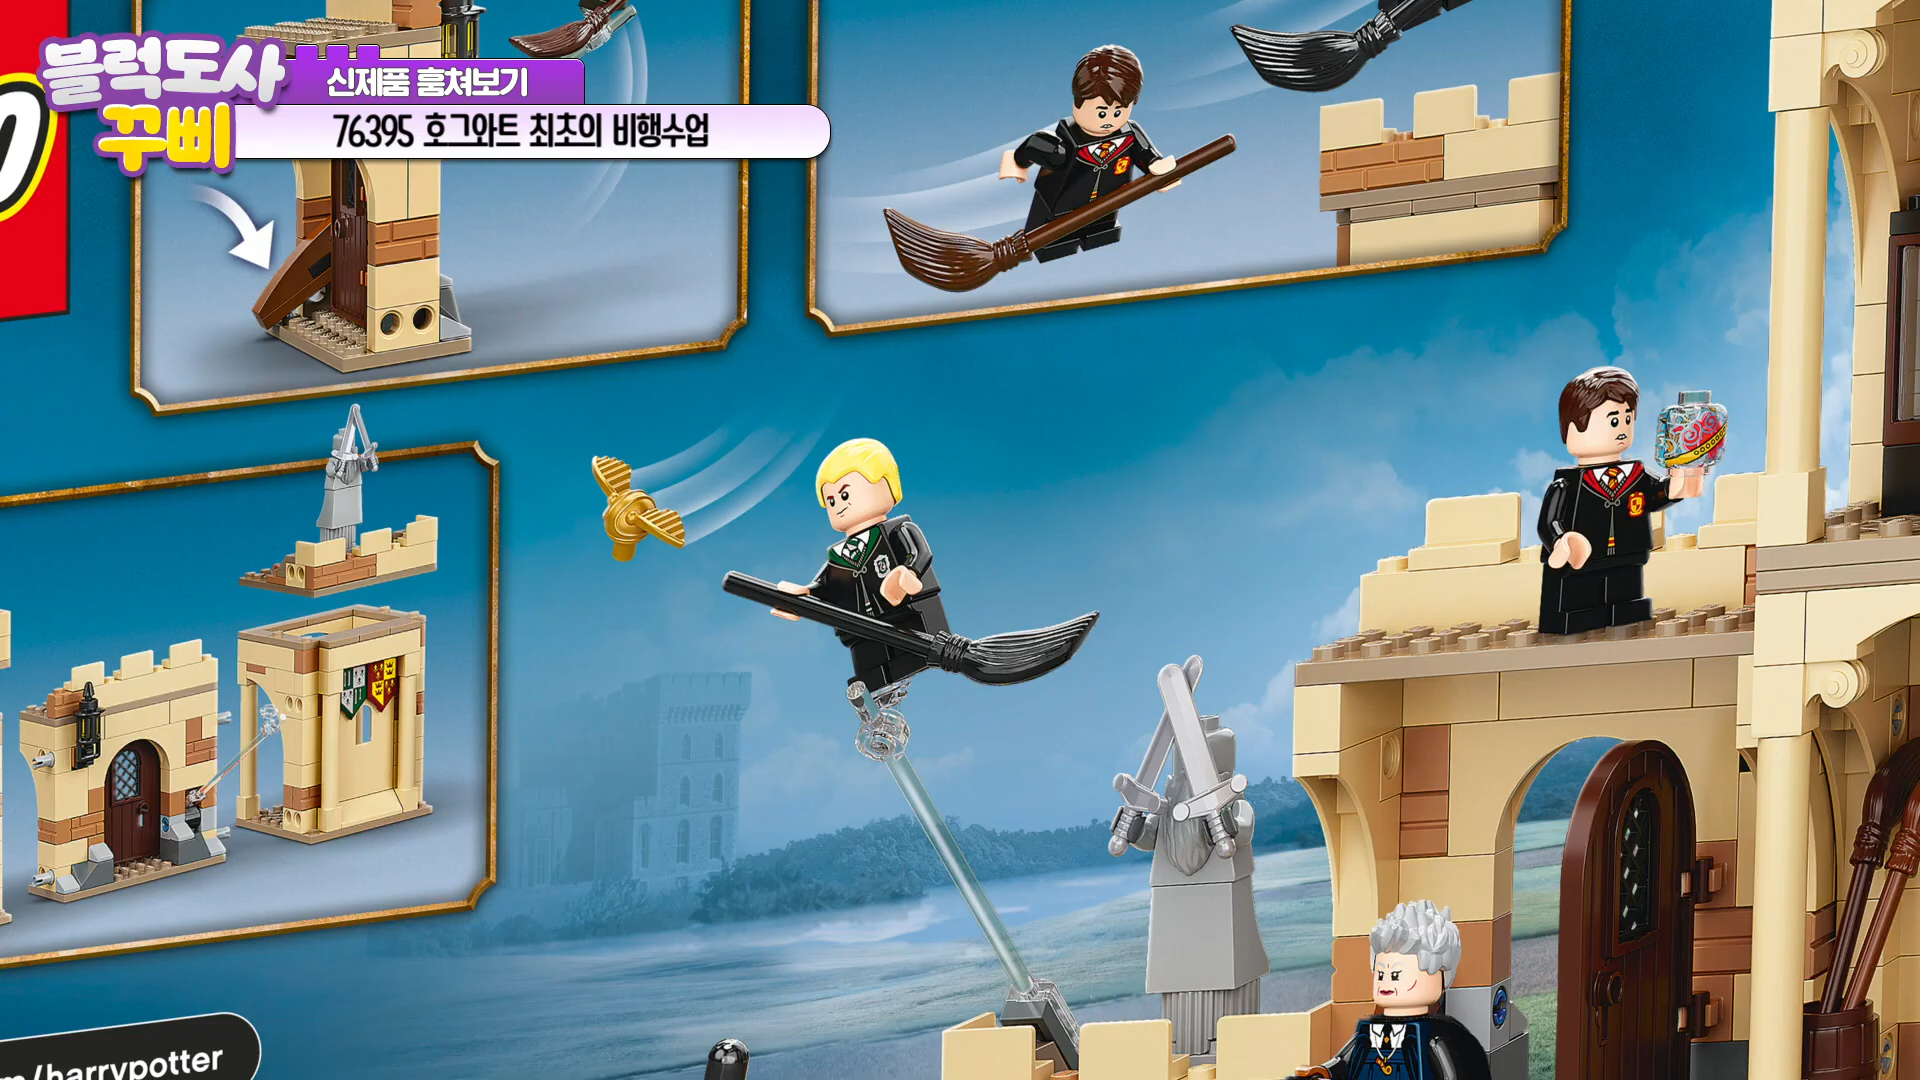 블럭도사
꾸삐
신제품 훔쳐보기
76395 호그와트 최초의 비행수업
/harrypotter